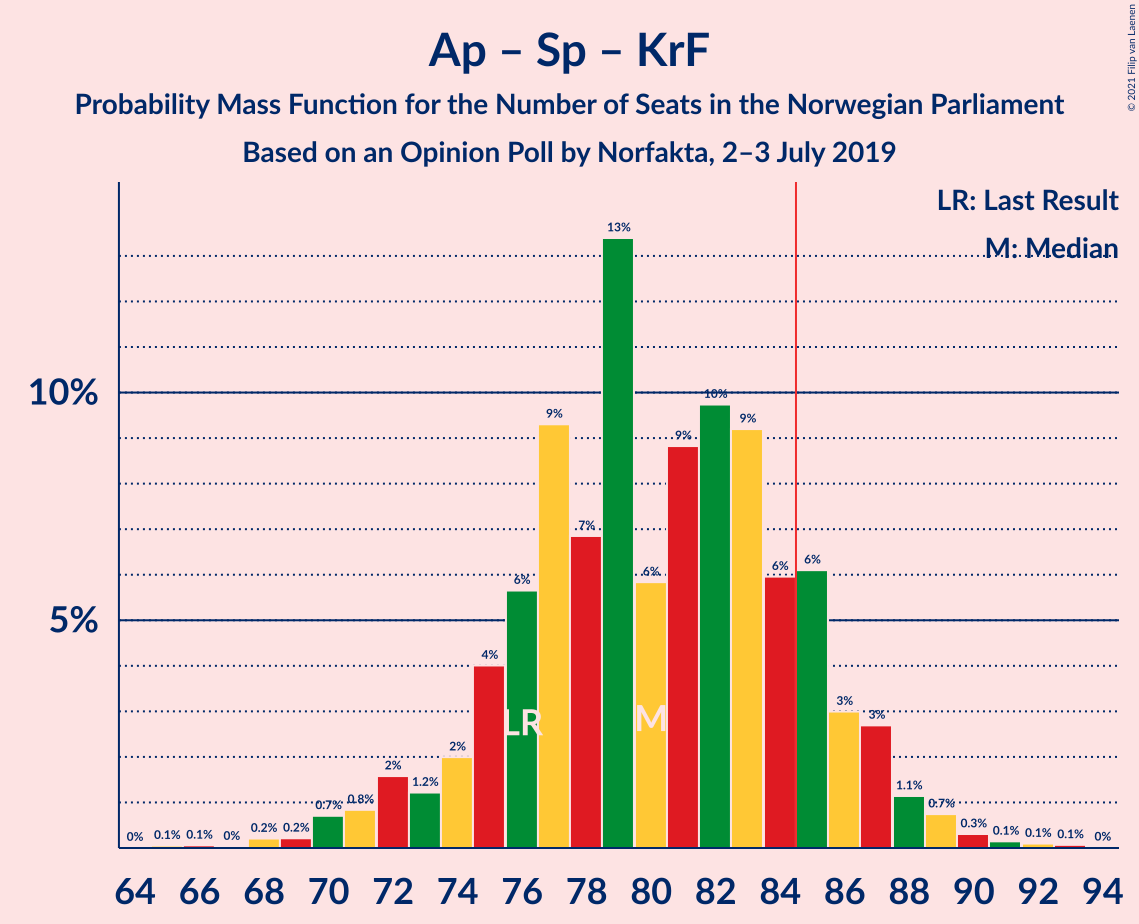 Ap – Sp – KrF
Probability Mass Function for the Number of Seats in the Norwegian Parliament
Based on an Opinion Poll by Norfakta, 2–3 July 2019
© 2021 Filip van Laenen
LR: Last Result
M: Median
10%
5%
0% 0.1% 0.1% 0% 0.2% 0.2% 0.7% 0.8% 2% 1.2% 2% 4% 6% 9% 7% 13% 6% 9% 10% 9% 6% 6% 3% 3% 1.1% 0.7% 0.3% 0.1% 0.1% 0.1% 0%
LR M
64 66 68 70 72 74 76 78 80 82 84 86 88 90 92 94